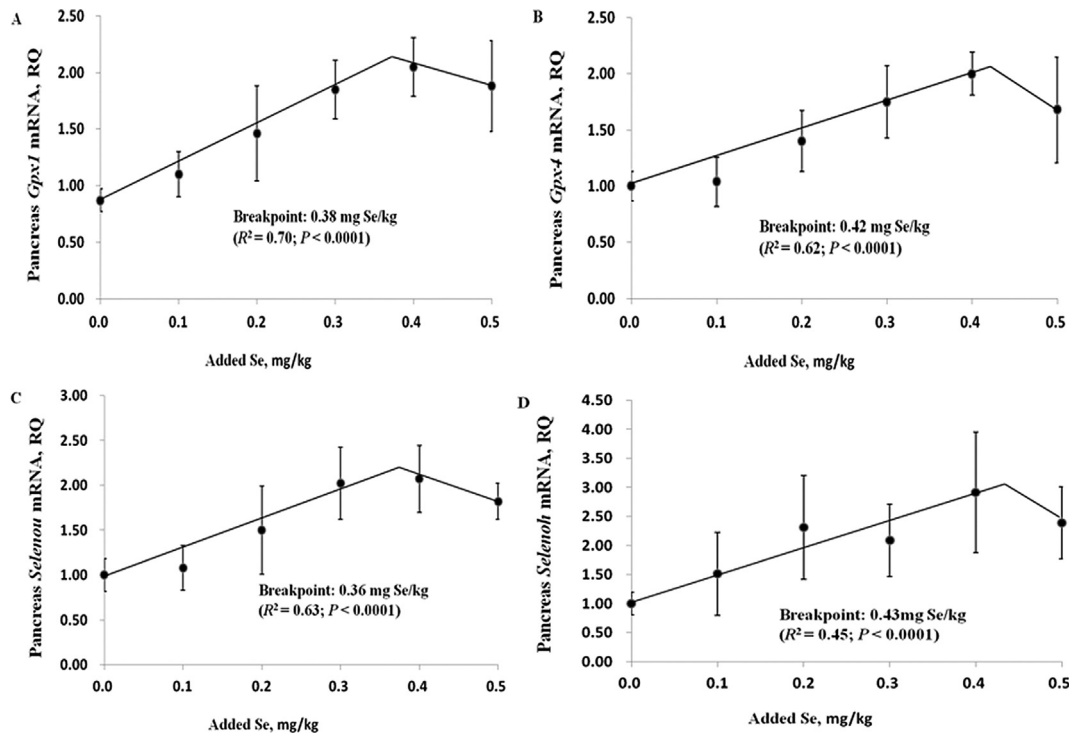 A
Pancreas Gpx1 mRNA, RQ
2.50
2.00
1.50
1.00
0.50
0.00
Breakpoint: 0.38 mg Se/kg
(R² = 0.70; P < 0.0001)
0.0 0.1 0.2 0.3 0.4 0.5
Added Se, mg/kg
B
Pancreas Gpx4 mRNA, RQ
2.50
2.00
1.50
1.00
0.50
0.00
Breakpoint: 0.42 mg Se/kg
(R² = 0.62; P < 0.0001)
0.0 0.1 0.2 0.3 0.4 0.5
Added Se, mg/kg
C
Pancreas Selenou mRNA, RQ
3.00
2.50
2.00
1.50
1.00
0.50
0.00
Breakpoint: 0.36 mg Se/kg
(R² = 0.63; P < 0.0001)
0.0 0.1 0.2 0.3 0.4 0.5
Added Se, mg/kg
D
Pancreas Selenoh mRNA, RQ
4.50
4.00
3.50
3.00
2.50
2.00
1.50
1.00
0.50
0.00
Breakpoint: 0.43mg Se/kg
(R² = 0.45; P < 0.0001)
0.0 0.1 0.2 0.3 0.4 0.5
Added Se, mg/kg